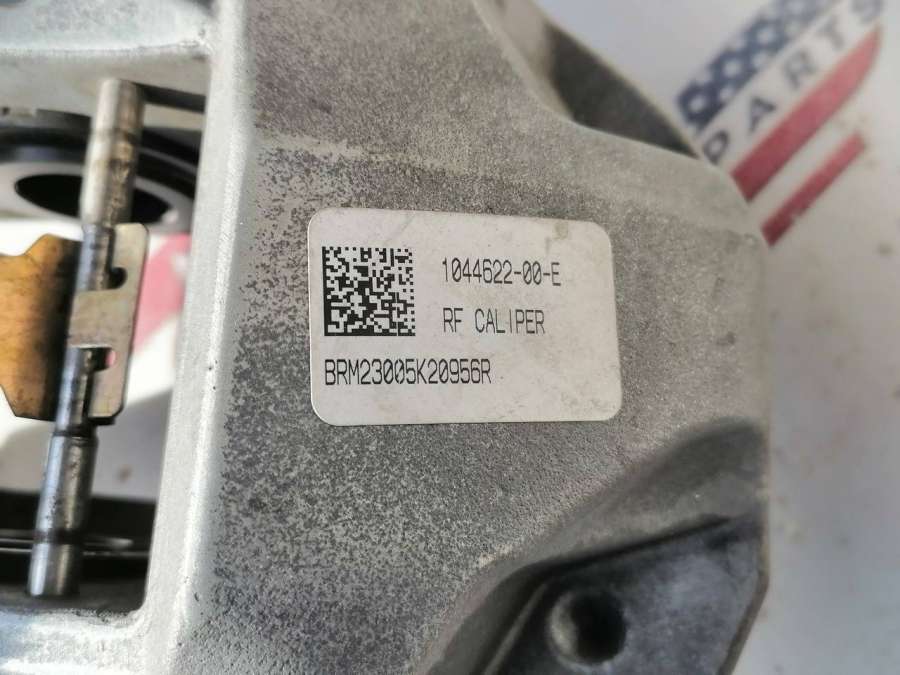 PARTS
1044622-00-E
RF CALIPER
BRM23005K20956R